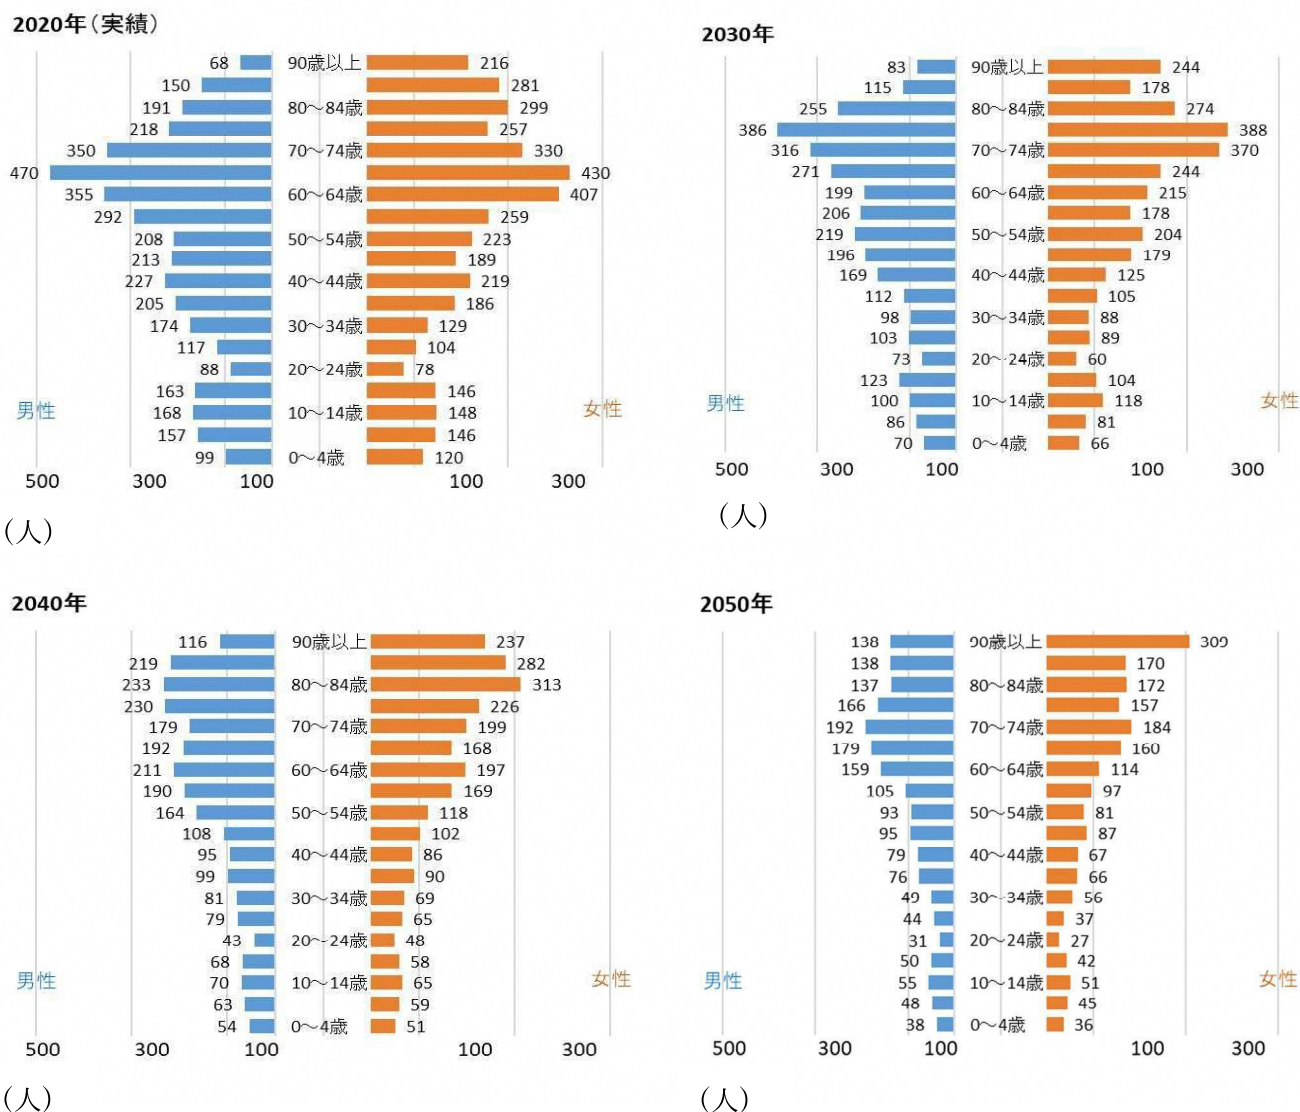 2020年（実績）
68 90歳以上 216
150 281
191 80～84歳 299
218 257
350 70～74歳 330
470 430
355 60～64歳 407
292 259
208 50～54歳 223
213 189
227 40～44歳 219
205 186
174 30～34歳 129
117 104
88 20～24歳 78
163 146
男性 168 10～14歳 148 女性
157 146
99 0～4歳 120
500 300 100 100 300
(人)
2030年
83 90歳以上 244
115 178
255 80～84歳 274
386 388
316 70～74歳 370
271 244
199 60～64歳 215
206 178
219 50～54歳 204
196 179
169 40～44歳 125
112 105
98 30～34歳 88
103 89
73 20～24歳 60
123 104
男性 100 10～14歳 118 女性
86 81
70 0～4歳 66
500 300 100 100 300
(人)
2040年
116 90歳以上 237
219 282
233 80～84歳 313
230 226
179 70～74歳 199
192 168
211 60～64歳 197
190 169
164 50～54歳 118
108 102
95 40～44歳 86
99 90
81 30～34歳 69
79 65
43 20～24歳 48
68 58
男性 70 10～14歳 65 女性
63 59
54 0～4歳 51
500 300 100 100 300
(人)
2050年
138 90歳以上 309
138 170
137 80～84歳 172
166 157
192 70～74歳 184
179 160
159 60～64歳 114
105 97
93 50～54歳 81
95 87
79 40～44歳 67
76 66
49 30～34歳 56
44 37
31 20～24歳 27
50 42
男性 55 10～14歳 51 女性
48 45
38 0～4歳 36
500 300 100 100 300
(人)